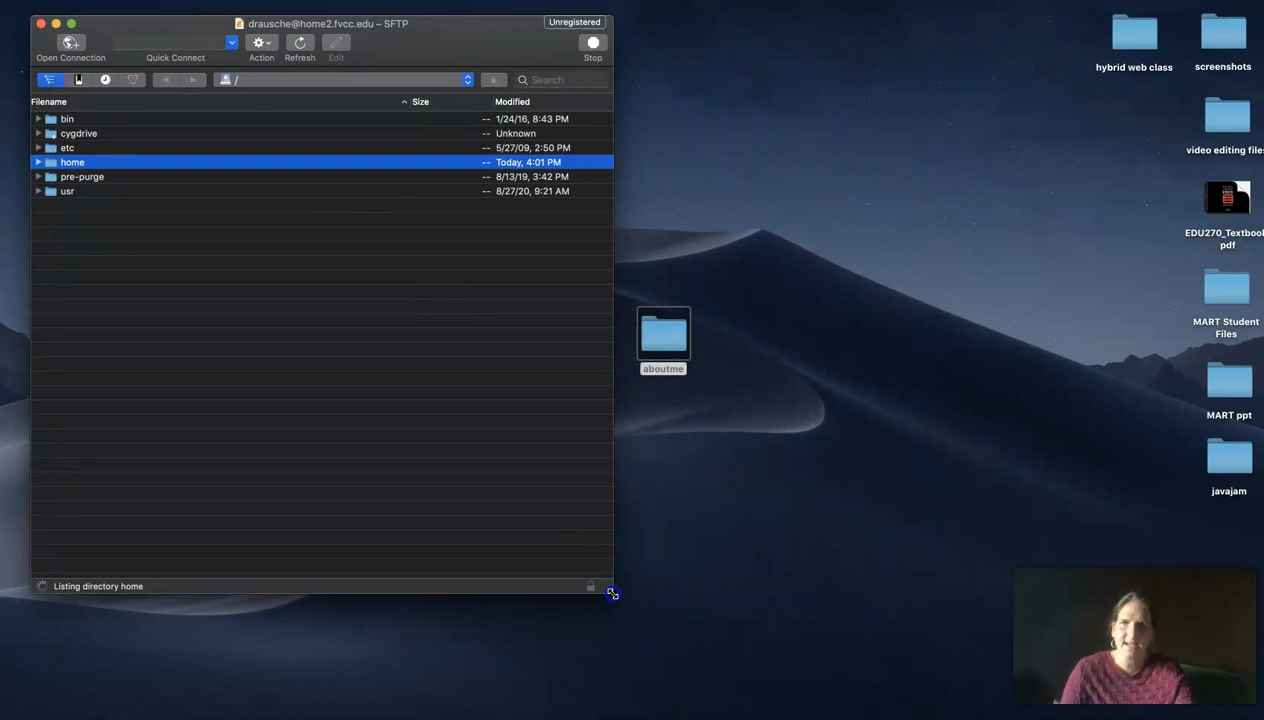 drausche@home2.fvcc.edu – SFTP
Unregistered
Open Connection
Quick Connect
Action
Refresh
Edit
Stop
/
Search
Filename
Size
Modified
bin -- 1/24/16, 8:43 PM
cygdrive -- Unknown
etc -- 5/27/09, 2:50 PM
home -- Today, 4:01 PM
pre-purge -- 8/13/19, 3:42 PM
usr -- 8/27/20, 9:21 AM
Listing directory home
aboutme
hybrid web class
screenshots
video editing files
EDU270_Textbook
pdf
MART Student
Files
MART ppt
javajam